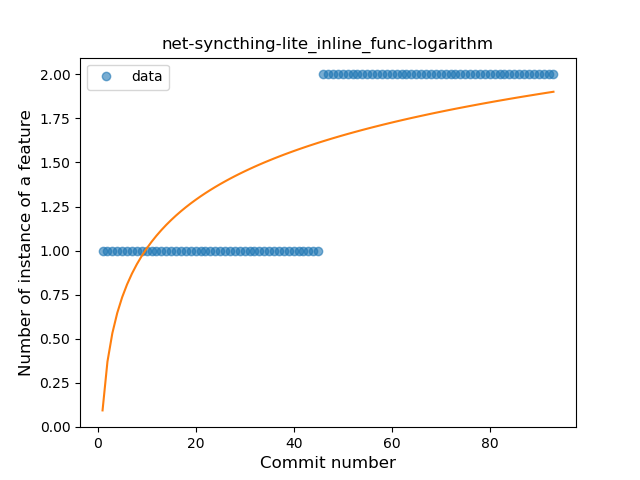 net-syncthing-lite_inline_func-logarithm
data
Number of instance of a feature
2.00
1.75
1.50
1.25
1.00
0.75
0.50
0.25
0.00
0 20 40 60 80
Commit number